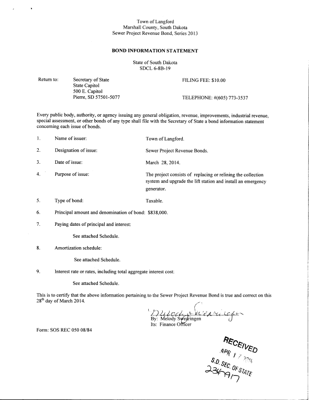 Town of Langford
Marshall County, South Dakota
Sewer Project Revenue Bond, Series 2013
BOND INFORMATION STATEMENT
State of South Dakota
SDCL 6-8B-19
Return to: Secretary of State FILING FEE: $10.00
State Capitol
500 E. Capitol
Pierre, SD 57501-5077 TELEPHONE: #(605) 773-3537
Every public body, authority, or agency issuing any general obligation, revenue, improvements, industrial revenue,
special assessment, or other bonds of any type shall file with the Secretary of State a bond information statement
concerning each issue of bonds.
1. Name of issuer: Town of Langford.
2. Designation of issue: Sewer Project Revenue Bonds.
3. Date of issue: March 28, 2014.
4. Purpose of issue: The project consists of replacing or relining the collection
system and upgrade the lift station and install an emergency
generator.
5. Type of bond Taxable.
6. Principal amount and denomination of bond: $838,000.
7. Paying dates of principal and interest:
See attached Schedule.
8. Amortization schedule:
See attached Schedule.
9. Interest rate or rates, including total aggregate interest cost
See attached Schedule.
This is to certify that the above information pertaining to the Sewer Project Revenue Bond is true and correct on this
28th day of March 2014.
By: Melody
In: Finance Officer
Form: SOS REC 050 08/84
RECEIVED
APR
S.D. SEC. OF STATE